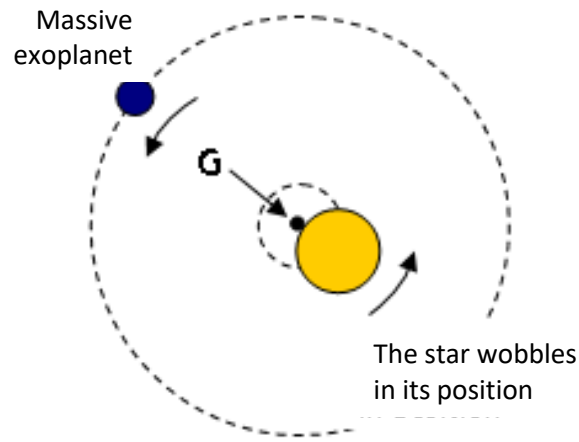 Massive
exoplanet
G
The star wobbles
in its position